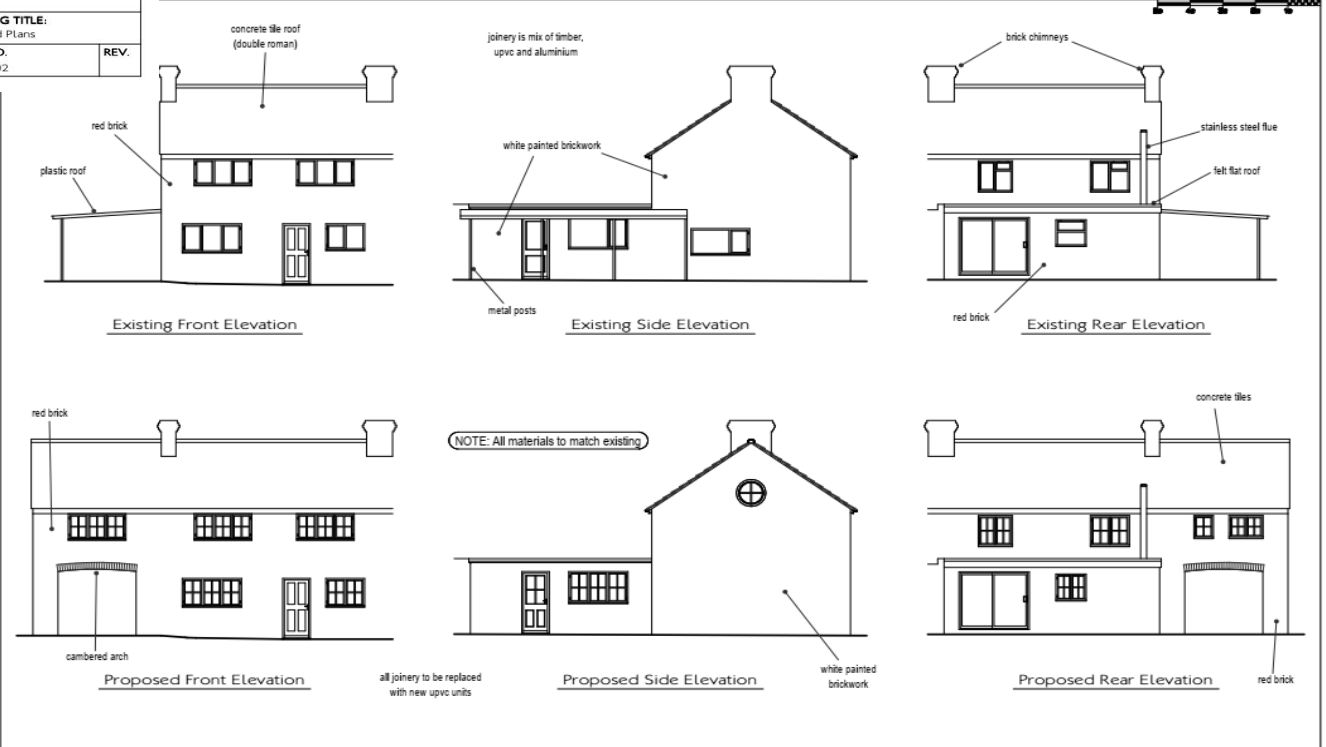 G TITLE:
d Plans
O.
REV.
02
concrete tile roof
(double roman)
joinery is mix of timber,
upvc and aluminium
brick chimneys
red brick
plastic roof
white painted brickwork
stainless steel flue
felt flat roof
metal posts
red brick
Existing Front Elevation
Existing Side Elevation
Existing Rear Elevation
red brick
NOTE: All materials to match existing
concrete tiles
cambered arch
Proposed Front Elevation
all joinery to be replaced
with new upvc units
Proposed Side Elevation
white painted
brickwork
Proposed Rear Elevation
red brick